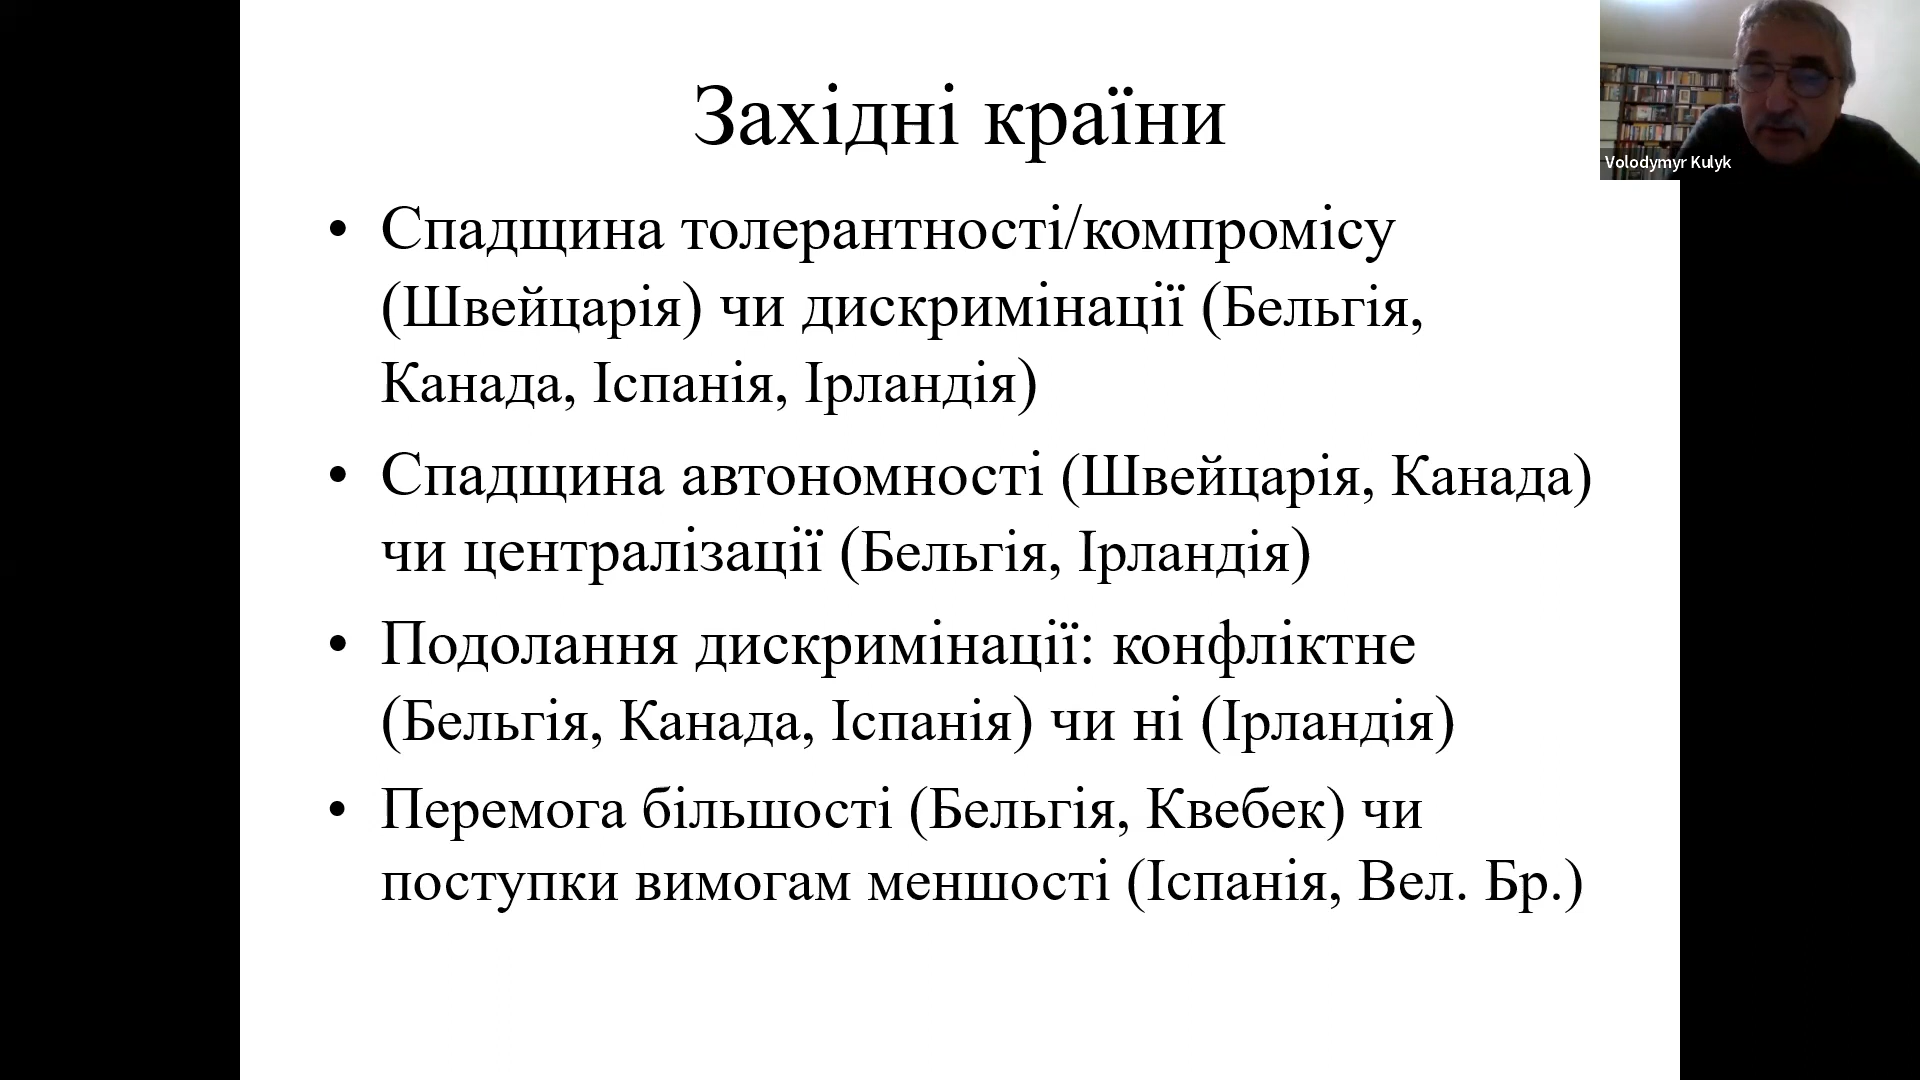 Західні країни
Volodymyr Kulyk
• Спадщина толерантності/компромісу
(Швейцарія) чи дискримінації (Бельгія,
Канада, Іспанія, Ірландія)
• Спадщина автономності (Швейцарія, Канада)
чи централізації (Бельгія, Ірландія)
• Подолання дискримінації: конфліктне
(Бельгія, Канада, Іспанія) чи ні (Ірландія)
• Перемога більшості (Бельгія, Квебек) чи
поступки вимогам меншості (Іспанія, Вел. Бр.)